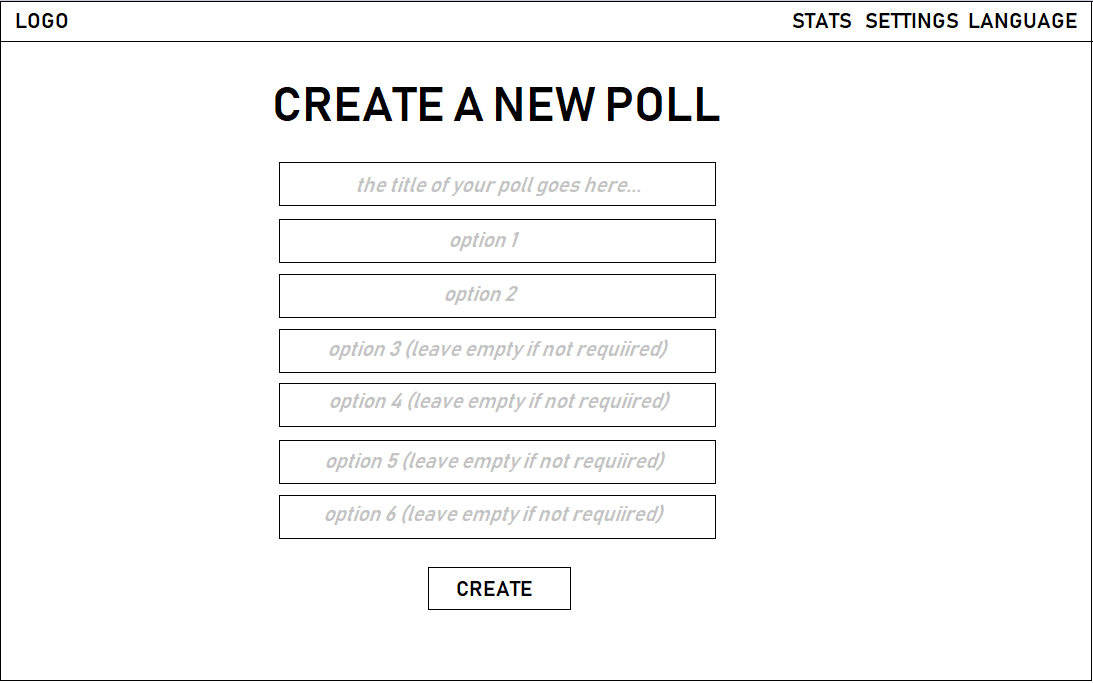 LOGO STATS SETTINGS LANGUAGE
CREATE A NEW POLL
the title of your poll goes here...
option 1
option 2
option 3 (leave empty if not requiired)
option 4 (leave empty if not requiired)
option 5 (leave empty if not requiired)
option 6 (leave empty if not requiired)
CREATE